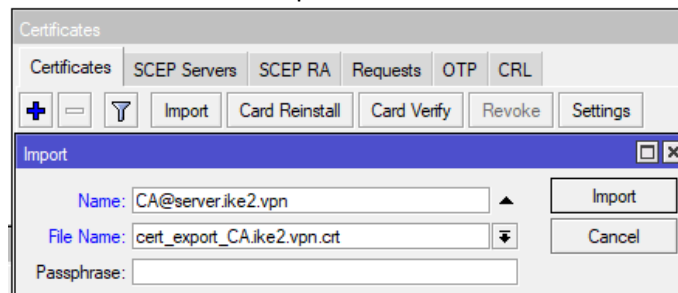 Certificates
Certificates SCEP Servers SCEP RA Requests OTP CRL
Import Card Reinstall Card Verify Revoke Settings
Import
Name: CA@server.ike2.vpn Import
File Name: cert_export_CA.ike2.vpn.crt Cancel
Passphrase: